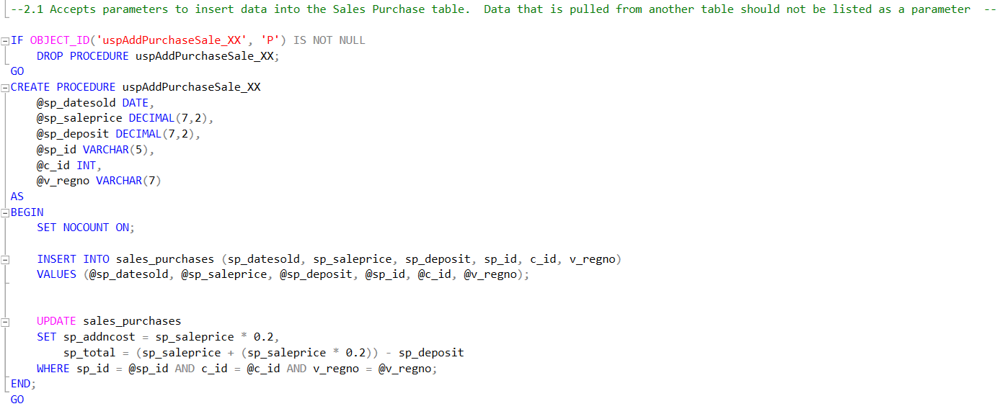 --2.1 Accepts parameters to insert data into the Sales Purchase table.  Data that is pulled from another table should not be listed as a parameter  --
IF OBJECT_ID('uspAddPurchaseSale_XX', 'P') IS NOT NULL
    DROP PROCEDURE uspAddPurchaseSale_XX;
GO
CREATE PROCEDURE uspAddPurchaseSale_XX
    @sp_datesold DATE,
    @sp_saleprice DECIMAL(7,2),
    @sp_deposit DECIMAL(7,2),
    @sp_id VARCHAR(5),
    @c_id INT,
    @v_regno VARCHAR(7)
AS
BEGIN
    SET NOCOUNT ON;
    INSERT INTO sales_purchases (sp_datesold, sp_saleprice, sp_deposit, sp_id, c_id, v_regno)
    VALUES (@sp_datesold, @sp_saleprice, @sp_deposit, @sp_id, @c_id, @v_regno);
    UPDATE sales_purchases
    SET sp_addncost = sp_saleprice * 0.2,
        sp_total = (sp_saleprice + (sp_saleprice * 0.2)) - sp_deposit
    WHERE sp_id = @sp_id AND c_id = @c_id AND v_regno = @v_regno;
END;
GO